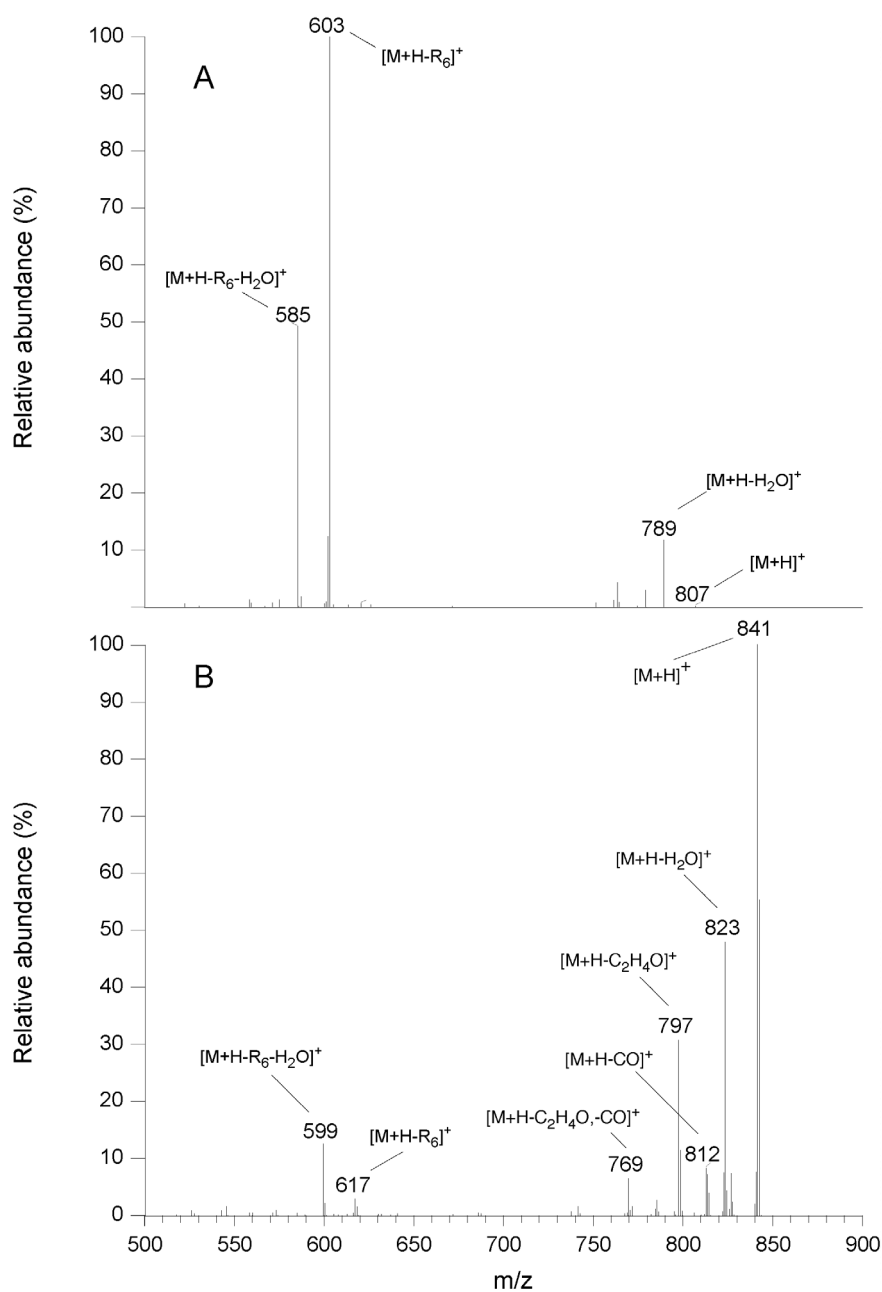 A
Relative abundance (%)
100
90
80
70
60
50
40
30
20
10
603
[M+H-R₆]⁺
[M+H-R₆-H₂O]⁺
585
[M+H-H₂O]⁺
789
[M+H]⁺
807
B
Relative abundance (%)
100
90
80
70
60
50
40
30
20
10
0
841
[M+H]⁺
[M+H-H₂O]⁺
823
[M+H-C₂H₄O]⁺
797
[M+H-CO]⁺
812
[M+H-C₂H₄O,-CO]⁺
769
[M+H-R₆-H₂O]⁺
599
[M+H-R₆]⁺
617
500 550 600 650 700 750 800 850 900
m/z